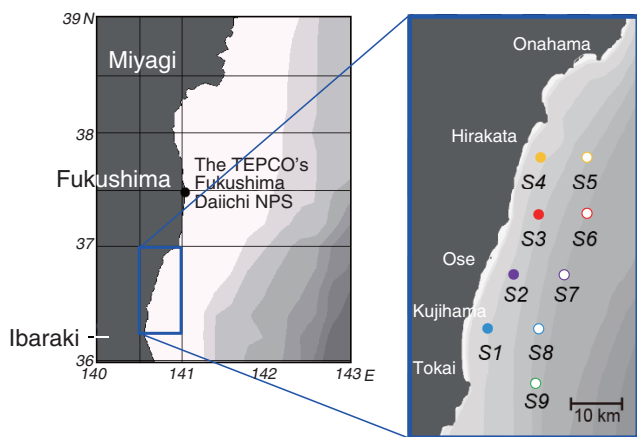 39 N
Miyagi
38
The TEPCO's
Fukushima
Daiichi NPS
Fukushima
37
Ibaraki
36
140
141
142
143 E
Onahama
Hirakata
S4
S5
S3
S6
Ose
S2
S7
Kujihama
S1
S8
Tokai
S9
10 km